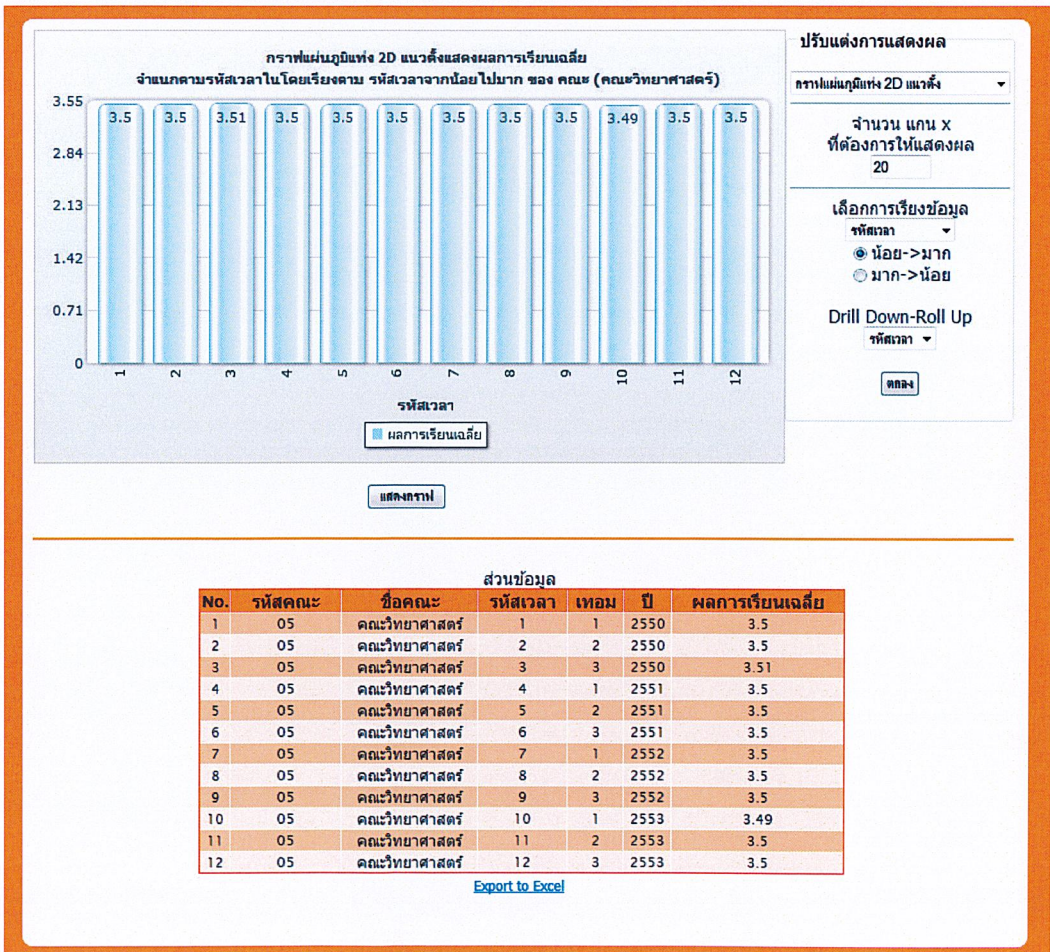 กราฟแผ่นภูมิแท่ง 2D แนวตั้งแสดงผลการเรียนเฉลี่ย
จำแนกตามรหัสเวลาในโดยเรียงตาม รหัสเวลาจากน้อยไปมาก ของ คณะ (คณะวิทยาศาสตร์)
3.55
2.84
2.13
1.42
0.71
0
3.5 3.5 3.51 3.5 3.5 3.5 3.5 3.5 3.5 3.49 3.5 3.5
1 2 3 4 5 6 7 8 9 10 11 12
รหัสเวลา
ผลการเรียนเฉลี่ย
ปรับแต่งการแสดงผล
กราฟแผ่นภูมิแท่ง 2D แนวตั้ง
จำนวน แกน x
ที่ต้องการให้แสดงผล
20
เลือกการเรียงข้อมูล
รหัสเวลา
น้อย->มาก
มาก->น้อย
Drill Down-Roll Up
รหัสเวลา
ตกลง
แสดงกราฟ
ส่วนข้อมูล
No. รหัสคณะ ชื่อคณะ รหัสเวลา เทอม ปี ผลการเรียนเฉลี่ย
1 05 คณะวิทยาศาสตร์ 1 1 2550 3.5
2 05 คณะวิทยาศาสตร์ 2 2 2550 3.5
3 05 คณะวิทยาศาสตร์ 3 3 2550 3.51
4 05 คณะวิทยาศาสตร์ 4 1 2551 3.5
5 05 คณะวิทยาศาสตร์ 5 2 2551 3.5
6 05 คณะวิทยาศาสตร์ 6 3 2551 3.5
7 05 คณะวิทยาศาสตร์ 7 1 2552 3.5
8 05 คณะวิทยาศาสตร์ 8 2 2552 3.5
9 05 คณะวิทยาศาสตร์ 9 3 2552 3.5
10 05 คณะวิทยาศาสตร์ 10 1 2553 3.49
11 05 คณะวิทยาศาสตร์ 11 2 2553 3.5
12 05 คณะวิทยาศาสตร์ 12 3 2553 3.5
Export to Excel